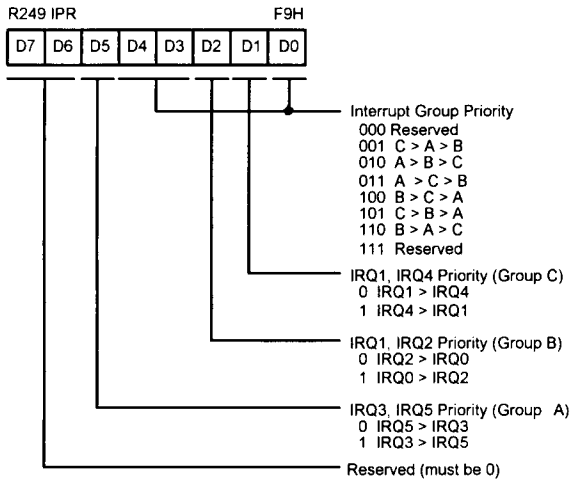 R249 IPR F9H
D7 D6 D5 D4 D3 D2 D1 D0
Interrupt Group Priority
000 Reserved
001 C > A > B
010 A > B > C
011 A > C > B
100 B > C > A
101 C > B > A
110 B > A > C
111 Reserved
IRQ1, IRQ4 Priority (Group C)
0 IRQ1 > IRQ4
1 IRQ4 > IRQ1
IRQ1, IRQ2 Priority (Group B)
0 IRQ2 > IRQ0
1 IRQ0 > IRQ2
IRQ3, IRQ5 Priority (Group A)
0 IRQ5 > IRQ3
1 IRQ3 > IRQ5
Reserved (must be 0)